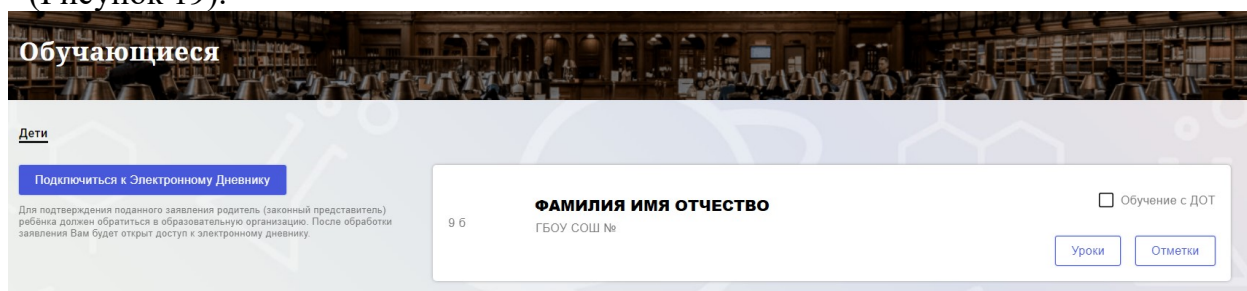 (Рисунок 19).
Обучающиеся
Дети
Подключиться к Электронному Дневнику
Для подтверждения поданного заявления родитель (законный представитель)
ребёнка должен обратиться в образовательную организацию. После обработки
заявления Вам будет открыт доступ к электронному дневнику.
9 б
ФАМИЛИЯ ИМЯ ОТЧЕСТВО
ГБОУ СОШ №
Обучение с ДОТ
Уроки
Отметки